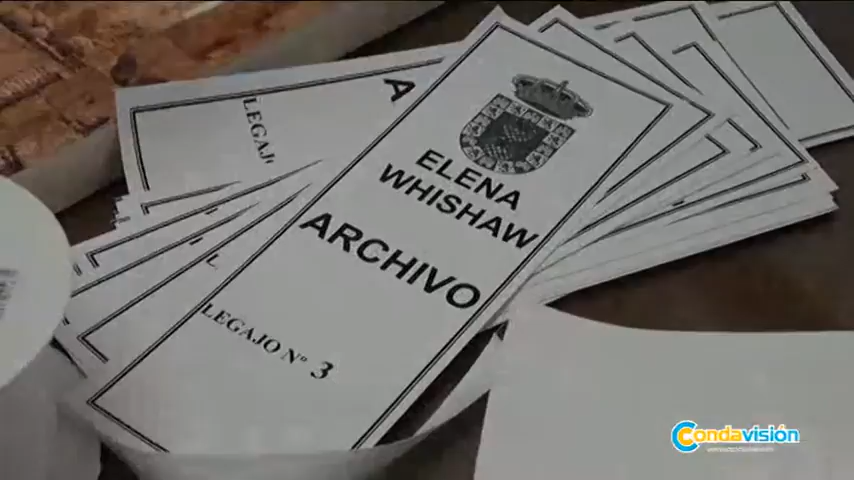 ELENA
WHISHAW
ARCHIVO
LEGAJO Nº 3
A
LEGAJ
Condavisión